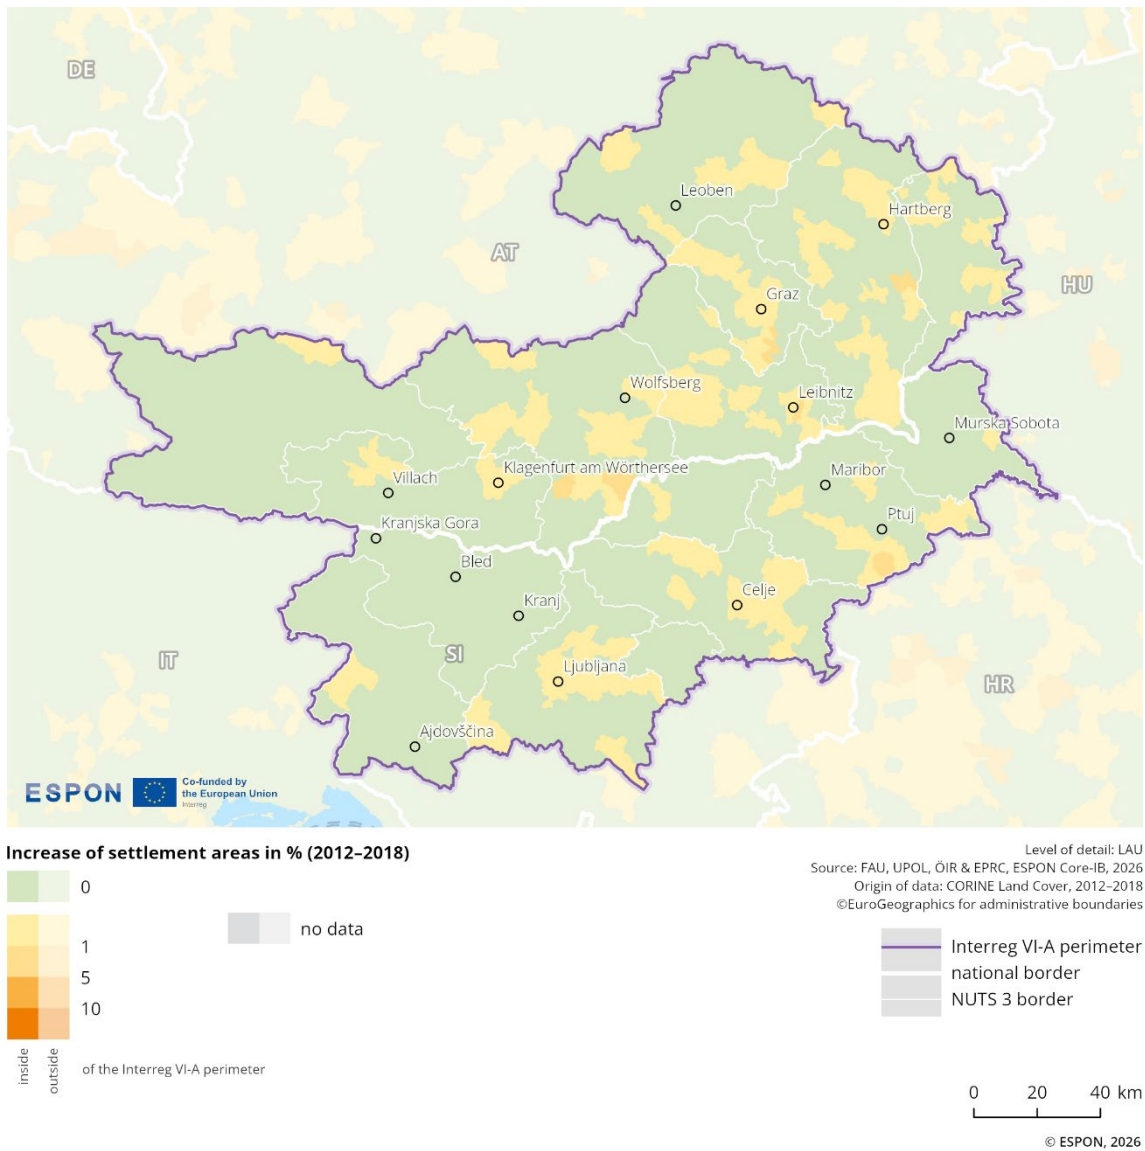 DE
AT
HU
IT
SI
HR
Leoben
Hartberg
Graz
Wolfsberg
Leibnitz
Murska Sobota
Klagenfurt am Wörthersee
Villach
Maribor
Kranjska Gora
Ptuj
Bled
Kranj
Celje
Ljubljana
Ajdovščina
ESPON
Co-funded by
the European Union
Interreg
Increase of settlement areas in % (2012–2018)
0
1
5
10
no data
inside
outside
of the Interreg VI-A perimeter
Level of detail: LAU
Source: FAU, UPOL, ÖIR & EPRC, ESPON Core-IB, 2026
Origin of data: CORINE Land Cover, 2012–2018
©EuroGeographics for administrative boundaries
Interreg VI-A perimeter
national border
NUTS 3 border
0 20 40 km
© ESPON, 2026